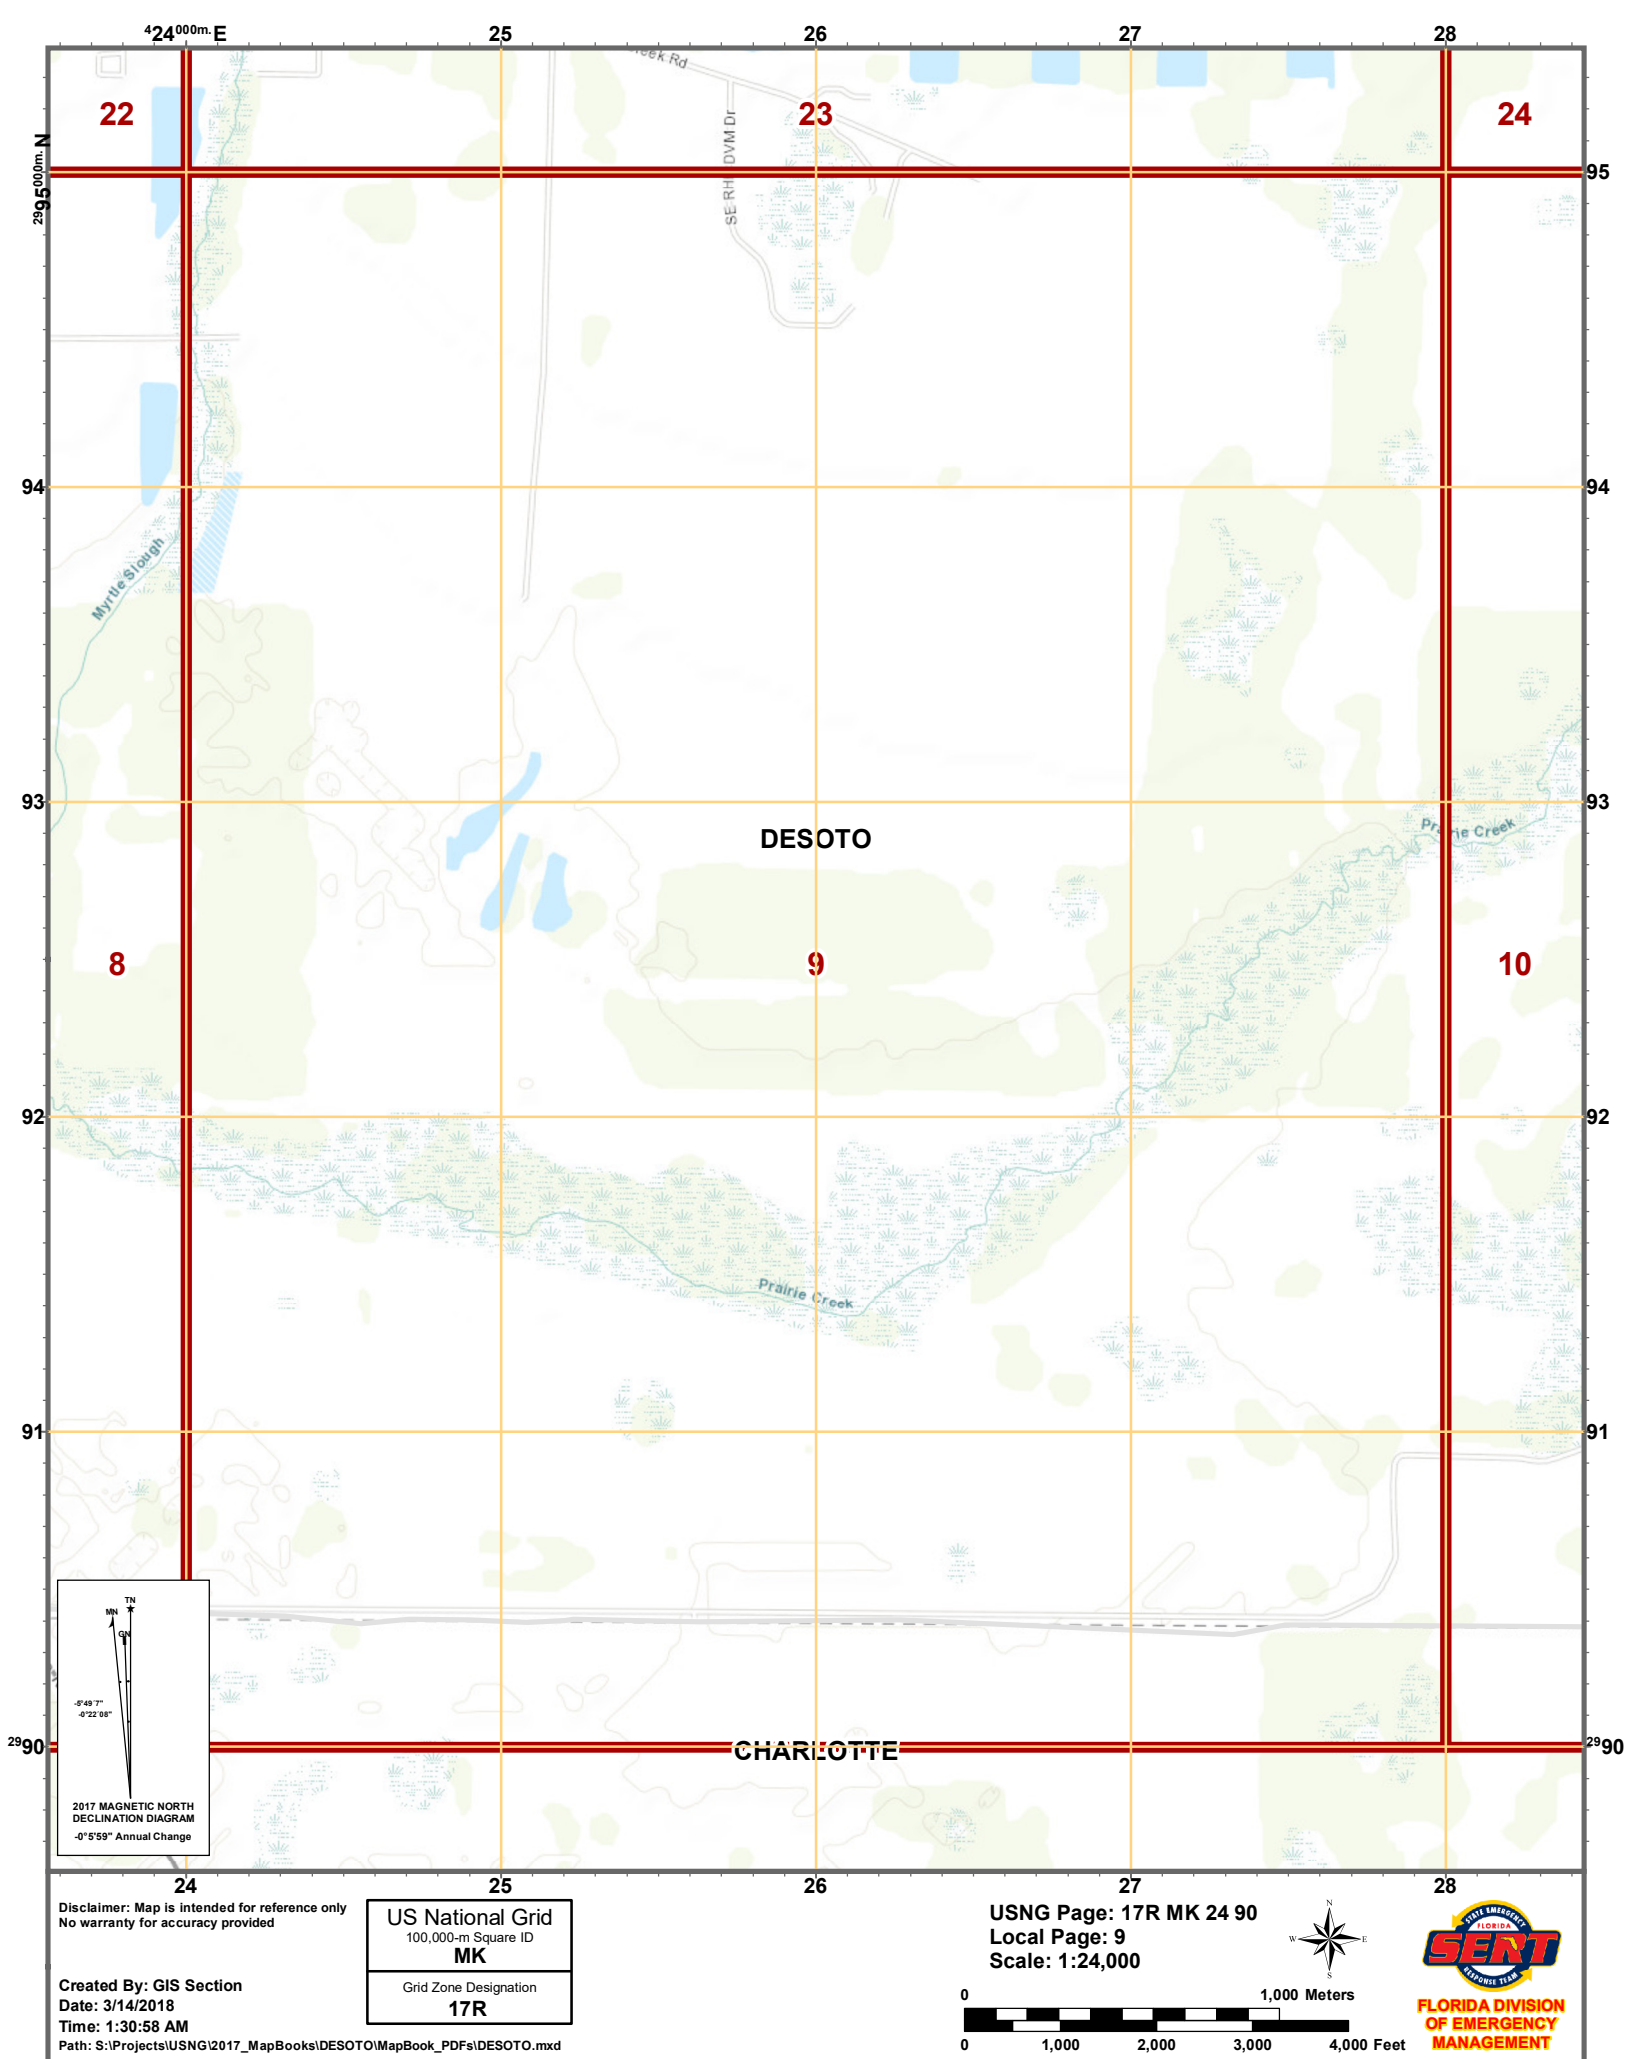 ⁴24⁰⁰⁰ᵐ·E 25 26 27 28
eek Rd
22 23 24
SE RHDVM Dr
²⁹95⁰⁰⁰ᵐ·N 95
94 94
Myrtle Slough
93 93
Prairie Creek
DESOTO
8 9 10
92 92
Prairie Creek
91 91
TN
MN
GN
-5°49'7"
-0°22'08"
2017 MAGNETIC NORTH
DECLINATION DIAGRAM
-0°5'59" Annual Change
²⁹90 ²⁹90
CHARLOTTE
24 25 26 27 28
Disclaimer: Map is intended for reference only
No warranty for accuracy provided
Created By: GIS Section
Date: 3/14/2018
Time: 1:30:58 AM
Path: S:\Projects\USNG\2017_MapBooks\DESOTO\MapBook_PDFs\DESOTO.mxd
US National Grid
100,000-m Square ID
MK
Grid Zone Designation
17R
USNG Page: 17R MK 24 90
Local Page: 9
Scale: 1:24,000
N
W E
S
0 1,000 Meters
0 1,000 2,000 3,000 4,000 Feet
STATE EMERGENCY
FLORIDA
SERT
RESPONSE TEAM
FLORIDA DIVISION
OF EMERGENCY
MANAGEMENT